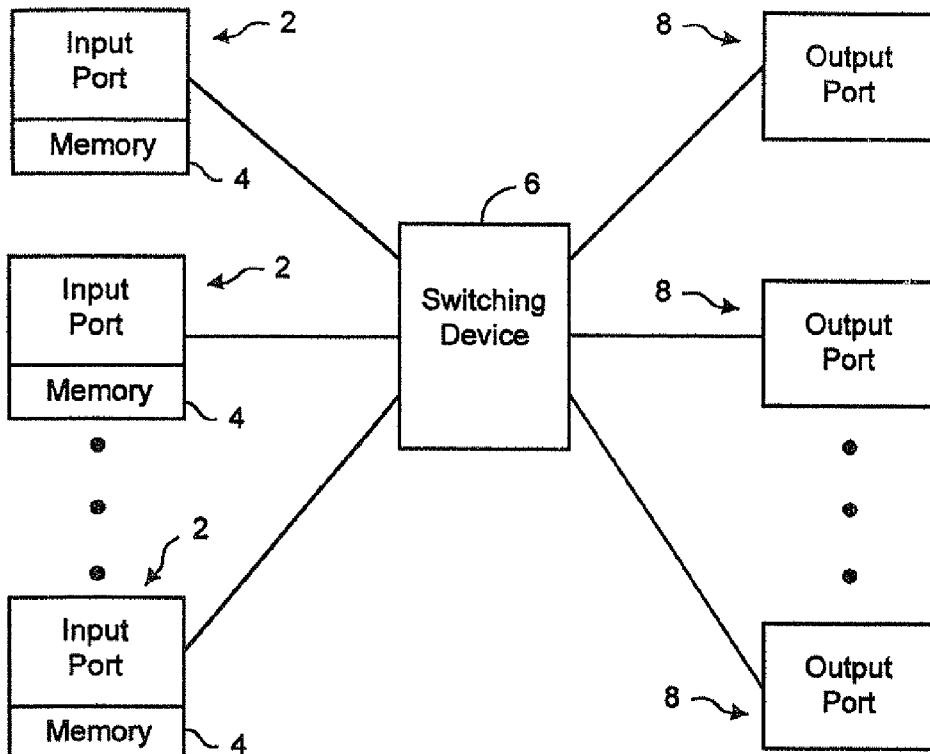 Input
Port
Memory
2
4
Input
Port
Memory
2
4
Input
Port
Memory
2
4
6
Switching
Device
8
Output
Port
8
Output
Port
8
Output
Port